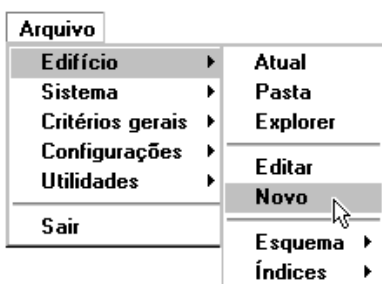 Arquivo
Edifício
Sistema
Critérios gerais
Configurações
Utilidades
Sair
Atual
Pasta
Explorer
Editar
Novo
Esquema
Índices